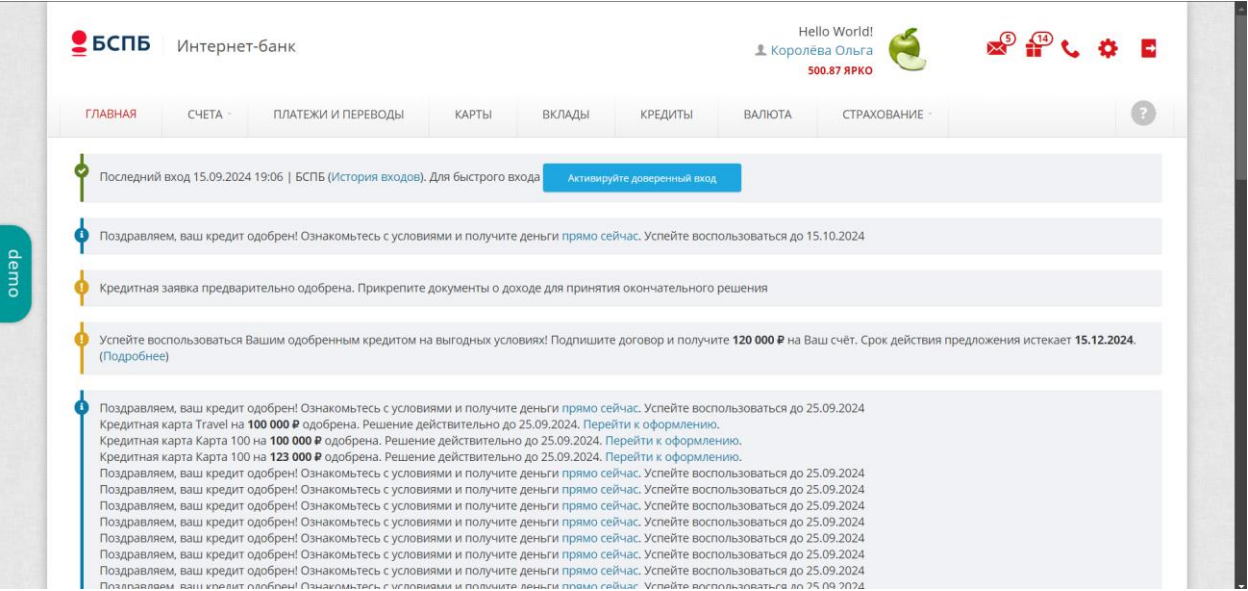 БСПБ
Интернет-банк
Hello World!
Королёва Ольга
500.87 ЯРКО
5
14
ГЛАВНАЯ
СЧЕТА
ПЛАТЕЖИ И ПЕРЕВОДЫ
КАРТЫ
ВКЛАДЫ
КРЕДИТЫ
ВАЛЮТА
СТРАХОВАНИЕ
?
demo
Последний вход 15.09.2024 19:06 | БСПБ (История входов). Для быстрого входа Активируйте доверенный вход
Поздравляем, ваш кредит одобрен! Ознакомьтесь с условиями и получите деньги прямо сейчас. Успейте воспользоваться до 15.10.2024
Кредитная заявка предварительно одобрена. Прикрепите документы о доходе для принятия окончательного решения
Успейте воспользоваться Вашим одобренным кредитом на выгодных условиях! Подпишите договор и получите 120 000 ₽ на Ваш счёт. Срок действия предложения истекает 15.12.2024.
(Подробнее)
Поздравляем, ваш кредит одобрен! Ознакомьтесь с условиями и получите деньги прямо сейчас. Успейте воспользоваться до 25.09.2024
Кредитная карта Travel на 100 000 ₽ одобрена. Решение действительно до 25.09.2024. Перейти к оформлению.
Кредитная карта Карта 100 на 100 000 ₽ одобрена. Решение действительно до 25.09.2024. Перейти к оформлению.
Кредитная карта Карта 100 на 123 000 ₽ одобрена. Решение действительно до 25.09.2024. Перейти к оформлению.
Поздравляем, ваш кредит одобрен! Ознакомьтесь с условиями и получите деньги прямо сейчас. Успейте воспользоваться до 25.09.2024
Поздравляем, ваш кредит одобрен! Ознакомьтесь с условиями и получите деньги прямо сейчас. Успейте воспользоваться до 25.09.2024
Поздравляем, ваш кредит одобрен! Ознакомьтесь с условиями и получите деньги прямо сейчас. Успейте воспользоваться до 25.09.2024
Поздравляем, ваш кредит одобрен! Ознакомьтесь с условиями и получите деньги прямо сейчас. Успейте воспользоваться до 25.09.2024
Поздравляем, ваш кредит одобрен! Ознакомьтесь с условиями и получите деньги прямо сейчас. Успейте воспользоваться до 25.09.2024
Поздравляем, ваш кредит одобрен! Ознакомьтесь с условиями и получите деньги прямо сейчас. Успейте воспользоваться до 25.09.2024
Поздравляем, ваш кредит одобрен! Ознакомьтесь с условиями и получите деньги прямо сейчас. Успейте воспользоваться до 25.09.2024
Поздравляем, ваш кредит одобрен! Ознакомьтесь с условиями и получите деньги прямо сейчас. Успейте воспользоваться до 25.09.2024